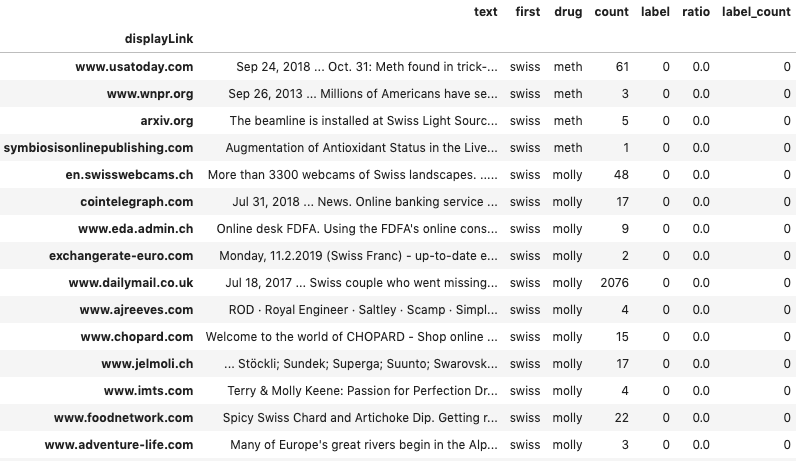 text first drug count label ratio label_count
displayLink
www.usatoday.com Sep 24, 2018 ... Oct. 31: Meth found in trick-... swiss meth 61 0 0.0 0
www.wnpr.org Sep 26, 2013 ... Millions of Americans have se... swiss meth 3 0 0.0 0
arxiv.org The beamline is installed at Swiss Light Sourc... swiss meth 5 0 0.0 0
symbiosisonlinepublishing.com Augmentation of Antioxidant Status in the Live... swiss meth 1 0 0.0 0
en.swisswebcams.ch More than 3300 webcams of Swiss landscapes. ..... swiss molly 48 0 0.0 0
cointelegraph.com Jul 31, 2018 ... News. Online banking service ... swiss molly 17 0 0.0 0
www.eda.admin.ch Online desk FDFA. Using the FDFA's online cons... swiss molly 9 0 0.0 0
exchangerate-euro.com Monday, 11.2.2019 (Swiss Franc) - up-to-date e... swiss molly 2 0 0.0 0
www.dailymail.co.uk Jul 18, 2017 ... Swiss couple who went missing... swiss molly 2076 0 0.0 0
www.ajreeves.com ROD · Royal Engineer · Saltley · Scamp · Simpl... swiss molly 4 0 0.0 0
www.chopard.com Welcome to the world of CHOPARD - Shop online ... swiss molly 15 0 0.0 0
www.jelmoli.ch ... Stöckli; Sundek; Superga; Suunto; Swarovsk... swiss molly 17 0 0.0 0
www.imts.com Terry & Molly Keene: Passion for Perfection Dr... swiss molly 4 0 0.0 0
www.foodnetwork.com Spicy Swiss Chard and Artichoke Dip. Getting r... swiss molly 22 0 0.0 0
www.adventure-life.com Many of Europe's great rivers begin in the Alp... swiss molly 3 0 0.0 0